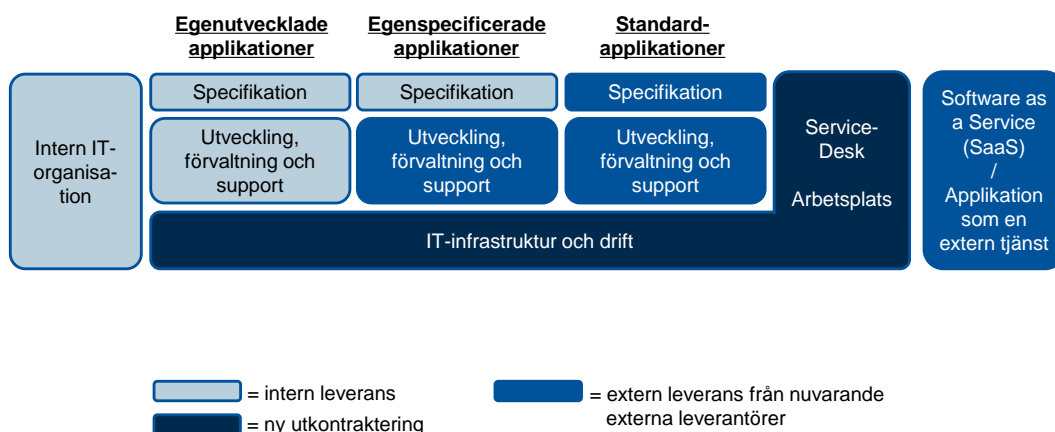 Egenutvecklade
applikationer
Egenspecificerade
applikationer
Standard-
applikationer
Intern IT-
organisa-
tion
Specifikation
Utveckling,
förvaltning och
support
Specifikation
Utveckling,
förvaltning och
support
Specifikation
Utveckling,
förvaltning och
support
Service-
Desk
Arbetsplats
IT-infrastruktur och drift
Software as
a Service
(SaaS)
/
Applikation
som en
extern tjänst
= intern leverans
= ny utkontraktering
= extern leverans från nuvarande
externa leverantörer